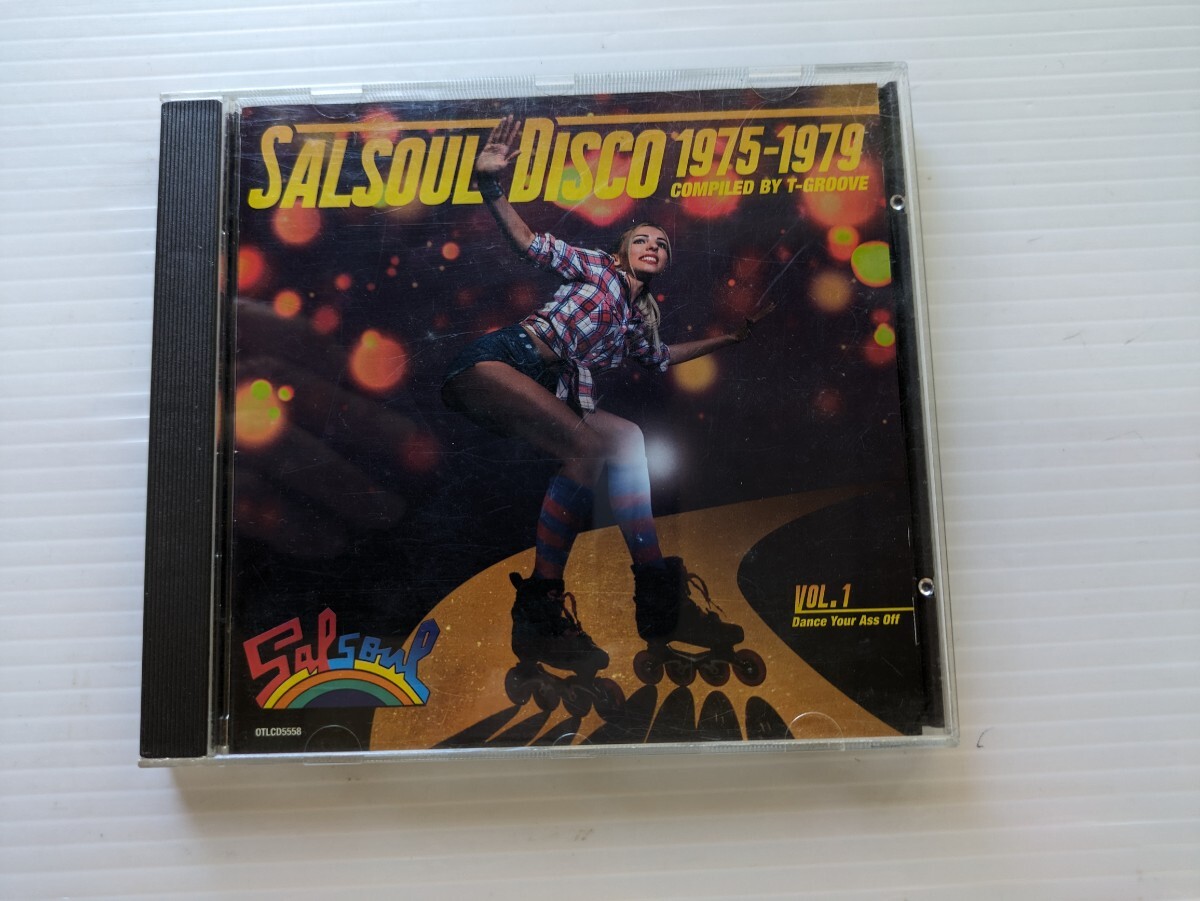 SALSOUL DISCO 1975-1979
COMPILED BY T-GROOVE
VOL.1
Dance Your Ass Off
Salsoul
OTLCD5558